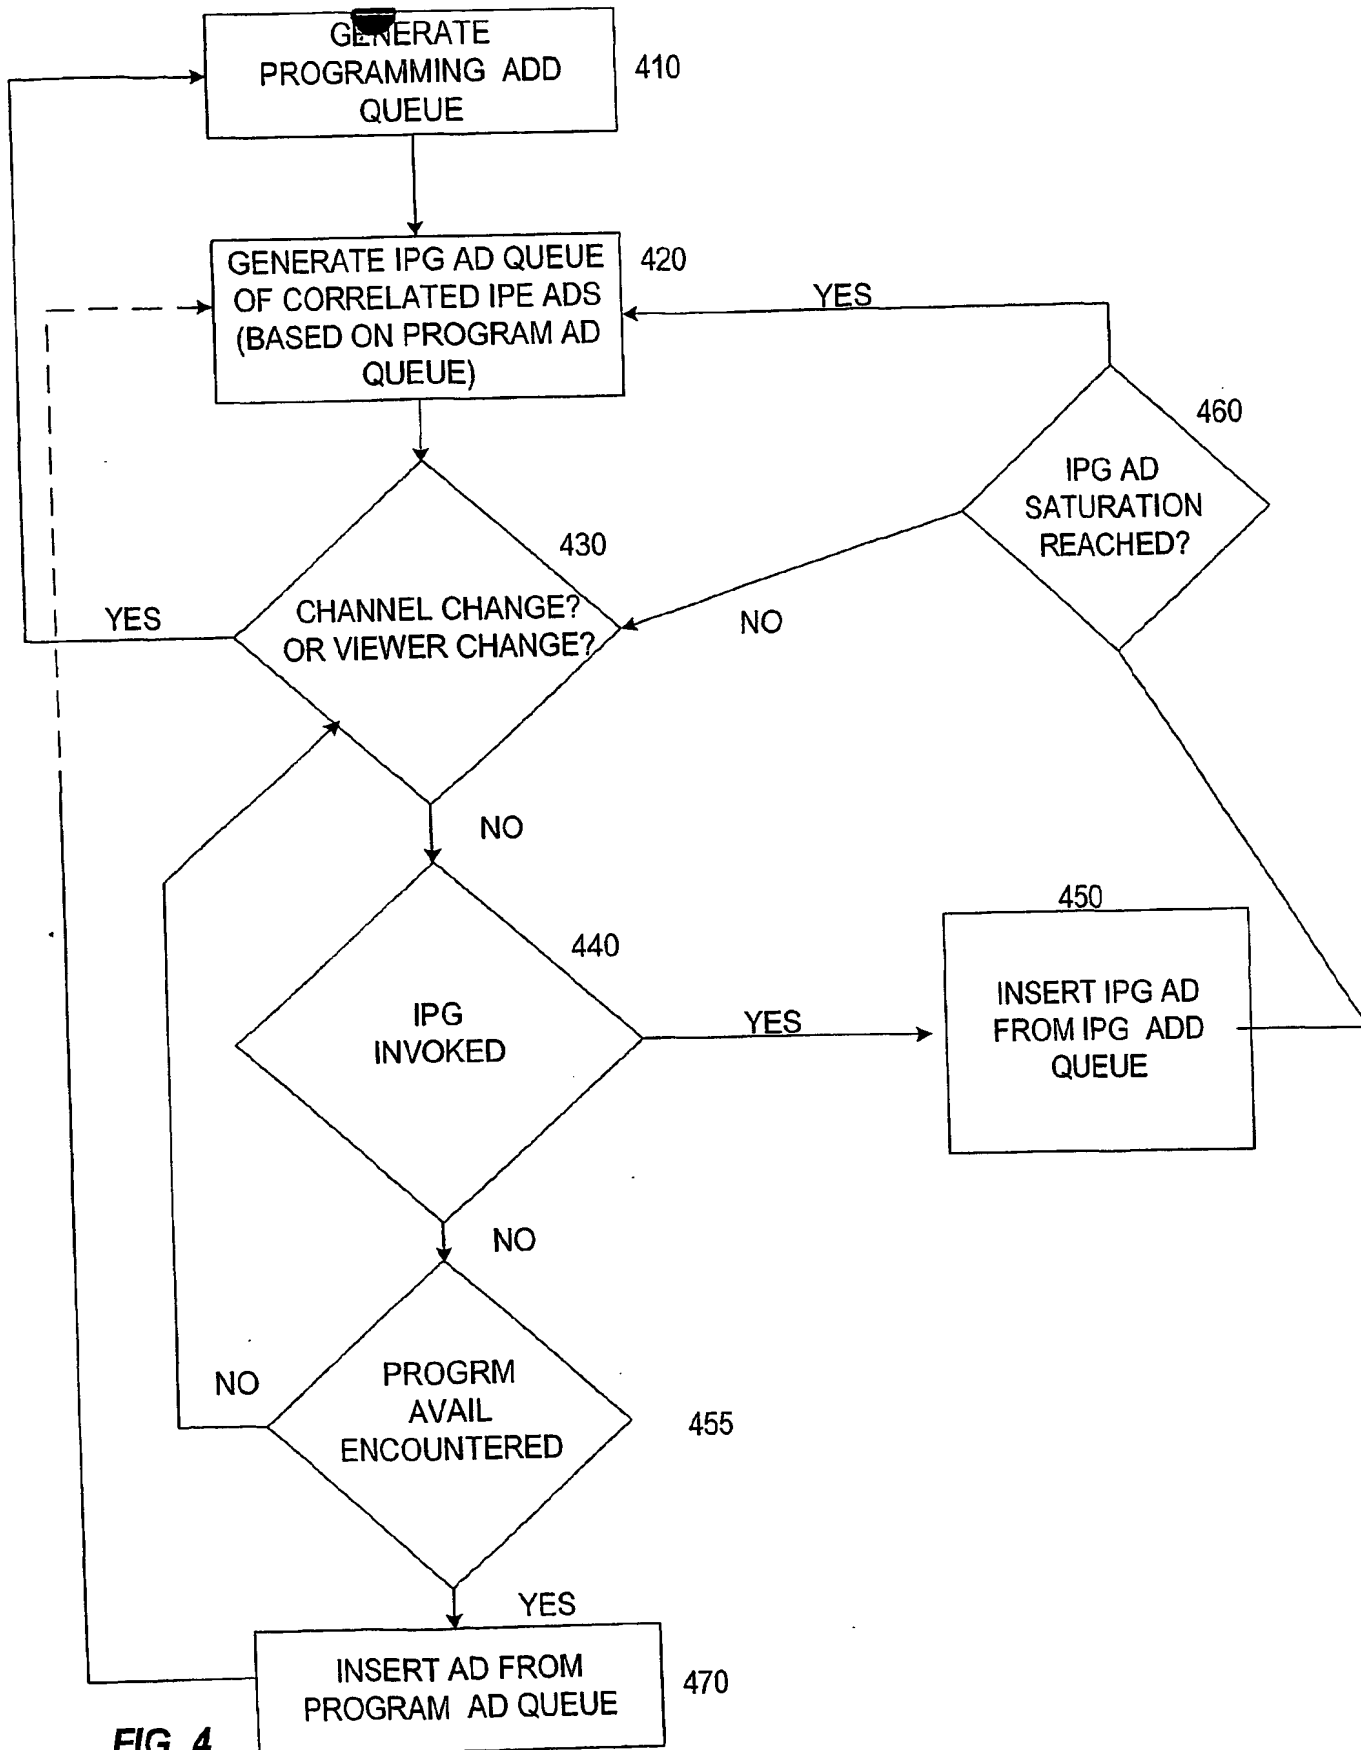 GENERATE
PROGRAMMING ADD
QUEUE
410
GENERATE IPG AD QUEUE
OF CORRELATED IPE ADS
(BASED ON PROGRAM AD
QUEUE)
420
YES
460
IPG AD
SATURATION
REACHED?
430
CHANNEL CHANGE?
OR VIEWER CHANGE?
YES
NO
NO
440
IPG
INVOKED
YES
450
INSERT IPG AD
FROM IPG ADD
QUEUE
NO
PROGRM
AVAIL
ENCOUNTERED
NO
455
YES
INSERT AD FROM
PROGRAM AD QUEUE
470
FIG. 4